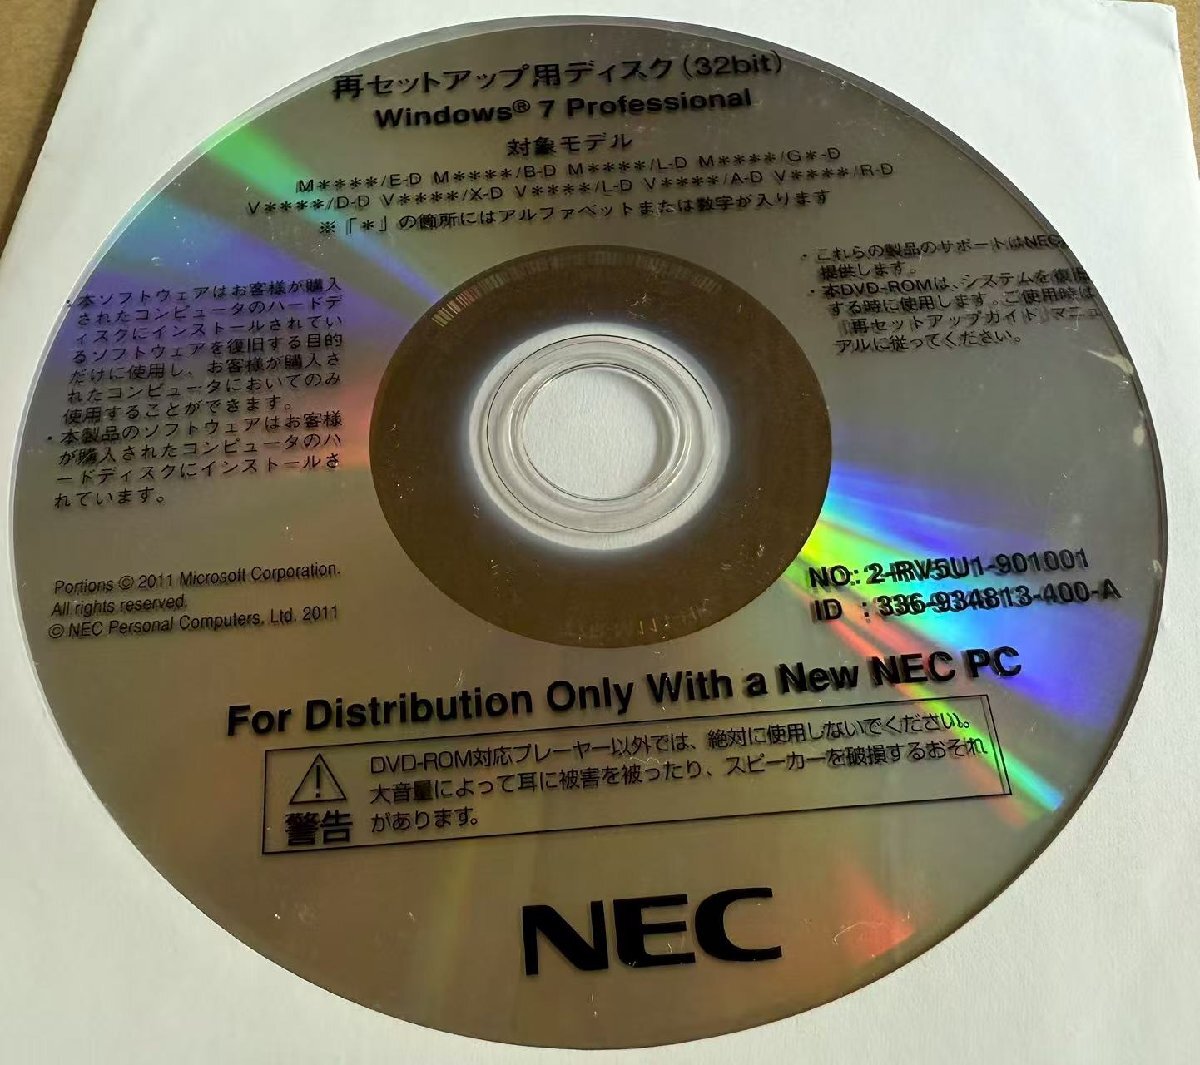 再セットアップ用ディスク(32bit)
Windows® 7 Professional
対象モデル
M****/E-D M****/B-D M****/L-D M****/G*-D
V****/D-D V****/X-D V****/L-D V****/A-D V****/R-D
※『*』の箇所にはアルファベットまたは数字が入ります
・本ソフトウェアはお客様が購入
されたコンピュータのハードデ
ィスクにインストールされてい
るソフトウェアを復旧する目的
だけに使用し、お客様が購入さ
れたコンピュータにおいてのみ
使用することができます。
・本製品のソフトウェアはお客様
が購入されたコンピュータのハ
ードディスクにインストールさ
れています。
・これらの製品のサポートはNEC
提供します。
・本DVD-ROMは、システムを復旧
する時に使用します。ご使用時は
『再セットアップガイド』マニュ
アルに従ってください。
Portions © 2011 Microsoft Corporation.
All rights reserved.
© NEC Personal Computers, Ltd. 2011
NO: 2-RV5U1-901001
ID : 336-934813-400-A
For Distribution Only With a New NEC PC
警告
DVD-ROM対応プレーヤー以外では、絶対に使用しないでください。
大音量によって耳に被害を被ったり、スピーカーを破損するおそれ
があります。
NEC